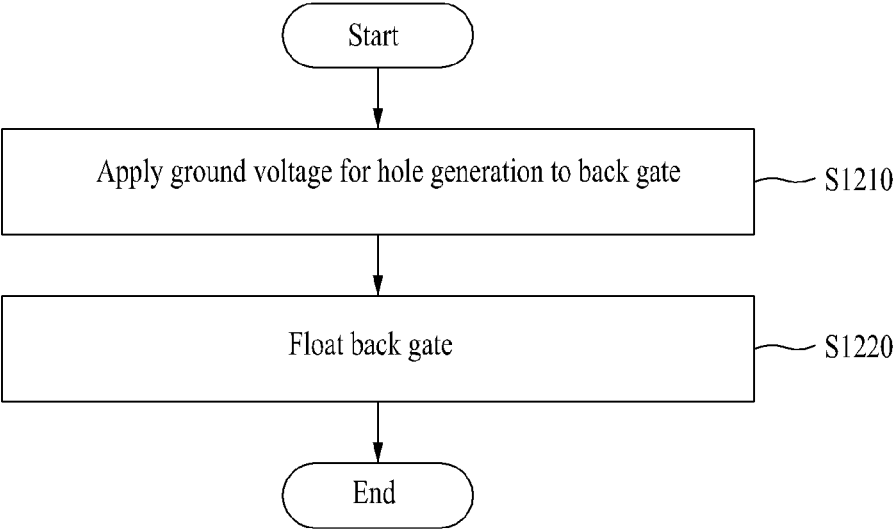 Start
Apply ground voltage for hole generation to back gate
S1210
Float back gate
S1220
End